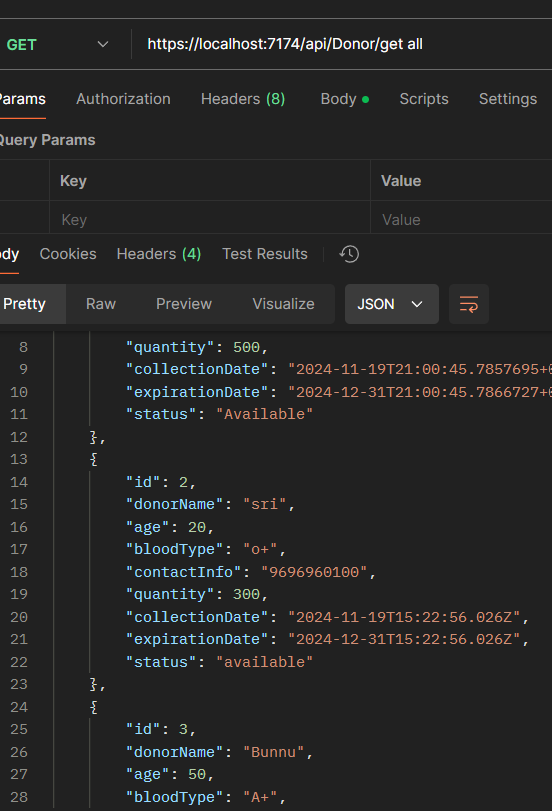 GET https://localhost:7174/api/Donor/get all
Params Authorization Headers (8) Body Scripts Settings
Query Params
Key Value
Key Value
ody Cookies Headers (4) Test Results
Pretty Raw Preview Visualize JSON
8 "quantity": 500,
9 "collectionDate": "2024-11-19T21:00:45.7857695+0
10 "expirationDate": "2024-12-31T21:00:45.7866727+0
11 "status": "Available"
12 },
13 {
14 "id": 2,
15 "donorName": "sri",
16 "age": 20,
17 "bloodType": "o+",
18 "contactInfo": "9696960100",
19 "quantity": 300,
20 "collectionDate": "2024-11-19T15:22:56.026Z",
21 "expirationDate": "2024-12-31T15:22:56.026Z",
22 "status": "available"
23 },
24 {
25 "id": 3,
26 "donorName": "Bunnu",
27 "age": 50,
28 "bloodType": "A+",